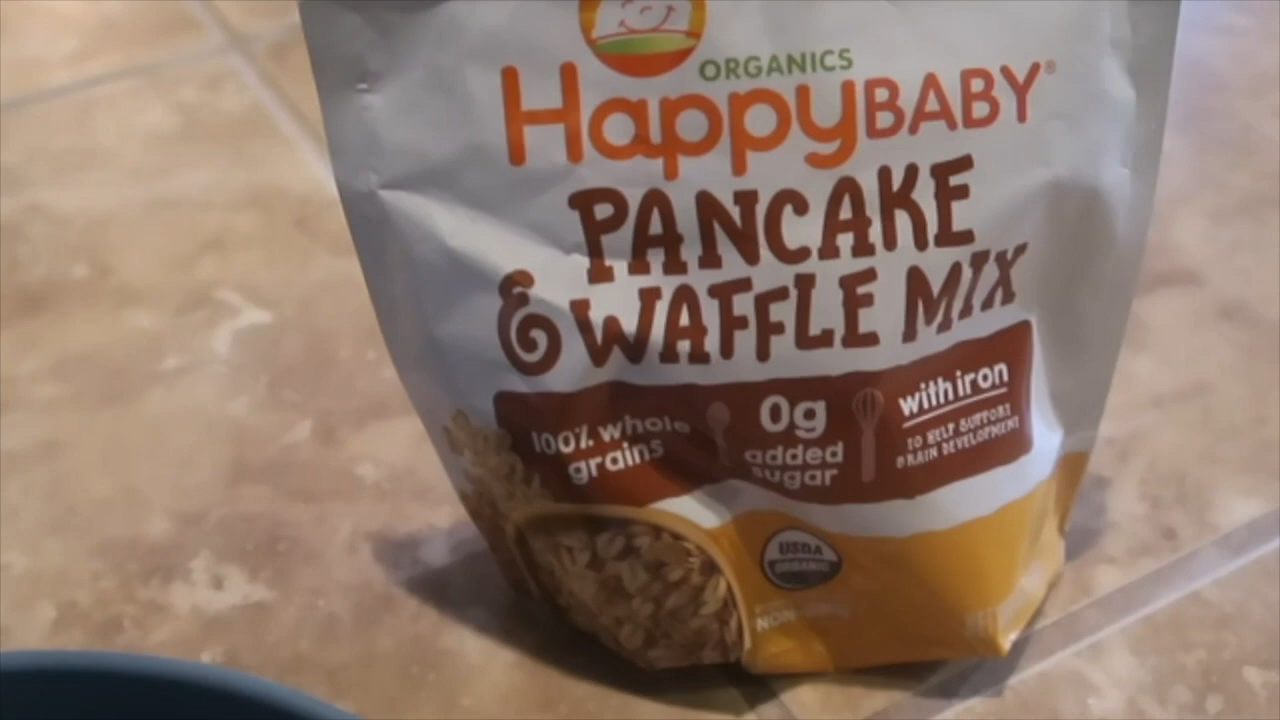 ORGANICS
HappyBABY®
PANCAKE
& WAFFLE MIX
100% whole
grains
0g
added
sugar
with iron
TO HELP SUPPORT
BRAIN DEVELOPMENT
USDA
ORGANIC
NON
NET